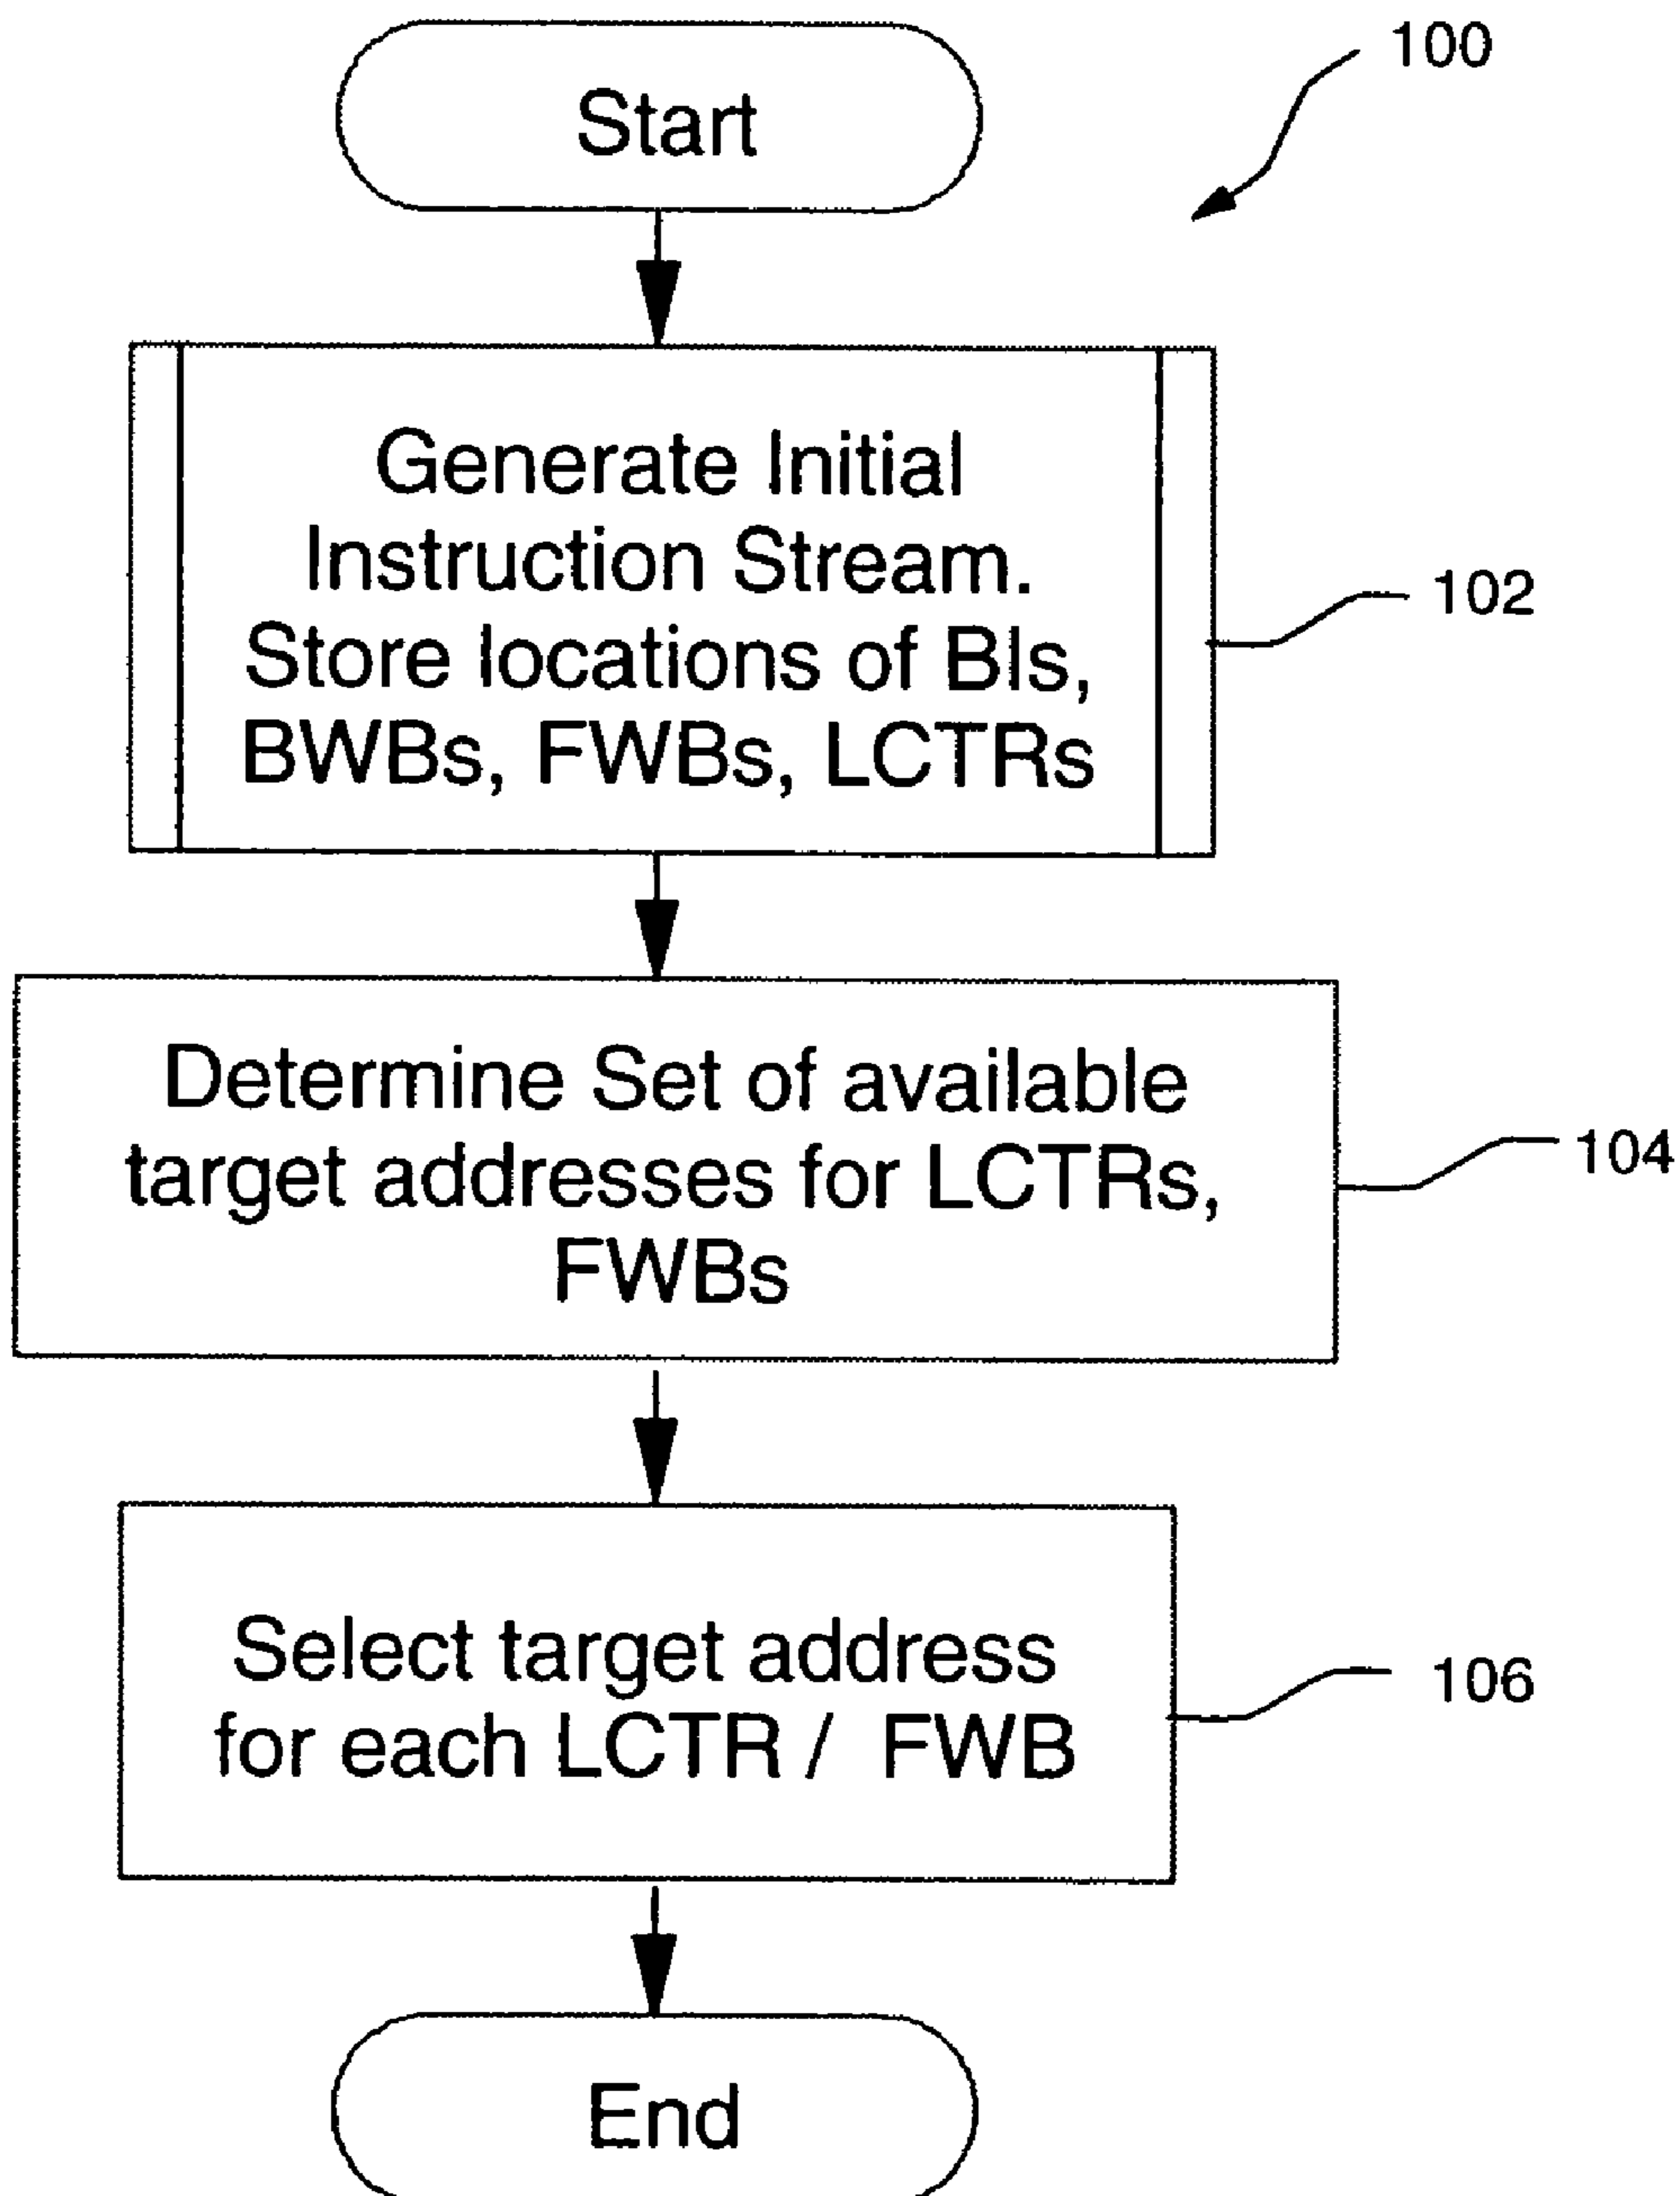 100
Start
Generate Initial
Instruction Stream.
Store locations of BIs,
BWBs, FWBs, LCTRs
102
Determine Set of available
target addresses for LCTRs,
FWBs
104
Select target address
for each LCTR / FWB
106
End